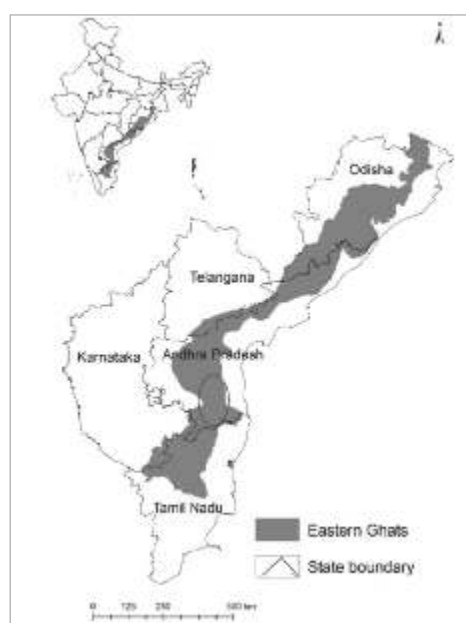 Odisha
Telangana
Karnataka
Andhra Pradesh
Tamil Nadu
Eastern Ghats
State boundary
0 125 250 500 km